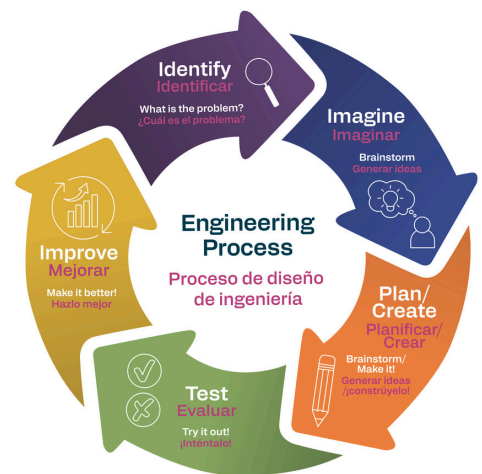 Identify
Identificar
What is the problem?
¿Cuál es el problema?
Imagine
Imaginar
Brainstorm
Generar ideas
Plan/
Create
Planificar/
Crear
Brainstorm/
Make it!
Generar ideas
/¡constrúyelo!
Test
Evaluar
Try it out!
¡Inténtalo!
Improve
Mejorar
Make it better!
Hazlo mejor
Engineering
Process
Proceso de diseño
de ingeniería